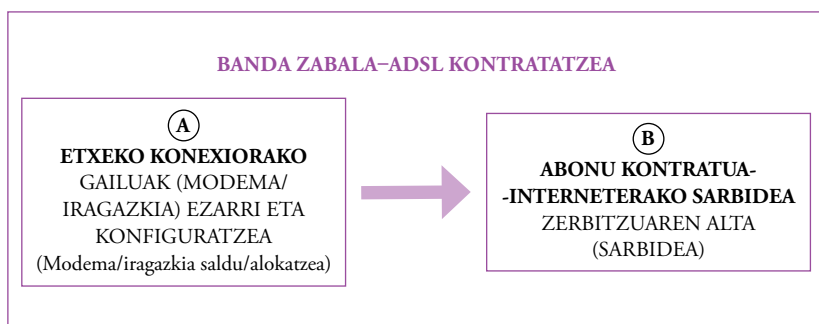 BANDA ZABALA–ADSL KONTRATATZEA
A
ETXEKO KONEXIORAKO
GAILUAK (MODEMA/
IRAGAZKIA) EZARRI ETA
KONFIGURATZEA
(Modema/iragazkia saldu/alokatzea)
B
ABONU KONTRATUA-
-INTERNETERAKO SARBIDEA
ZERBITZUAREN ALTA
(SARBIDEA)